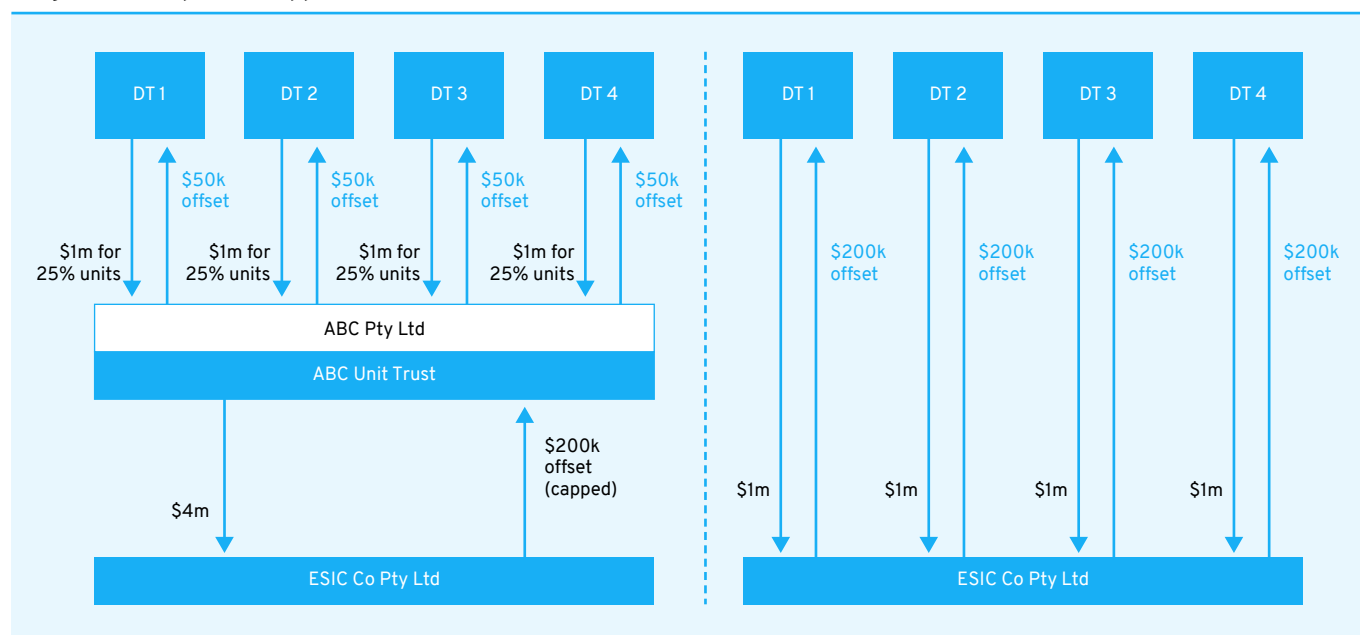 DT 1
DT 2
DT 3
DT 4
$50k
offset
$50k
offset
$50k
offset
$50k
offset
$1m for
25% units
$1m for
25% units
$1m for
25% units
$1m for
25% units
ABC Pty Ltd
ABC Unit Trust
$4m
$200k
offset
(capped)
ESIC Co Pty Ltd
DT 1
DT 2
DT 3
DT 4
$200k
offset
$200k
offset
$200k
offset
$200k
offset
$1m
$1m
$1m
$1m
ESIC Co Pty Ltd